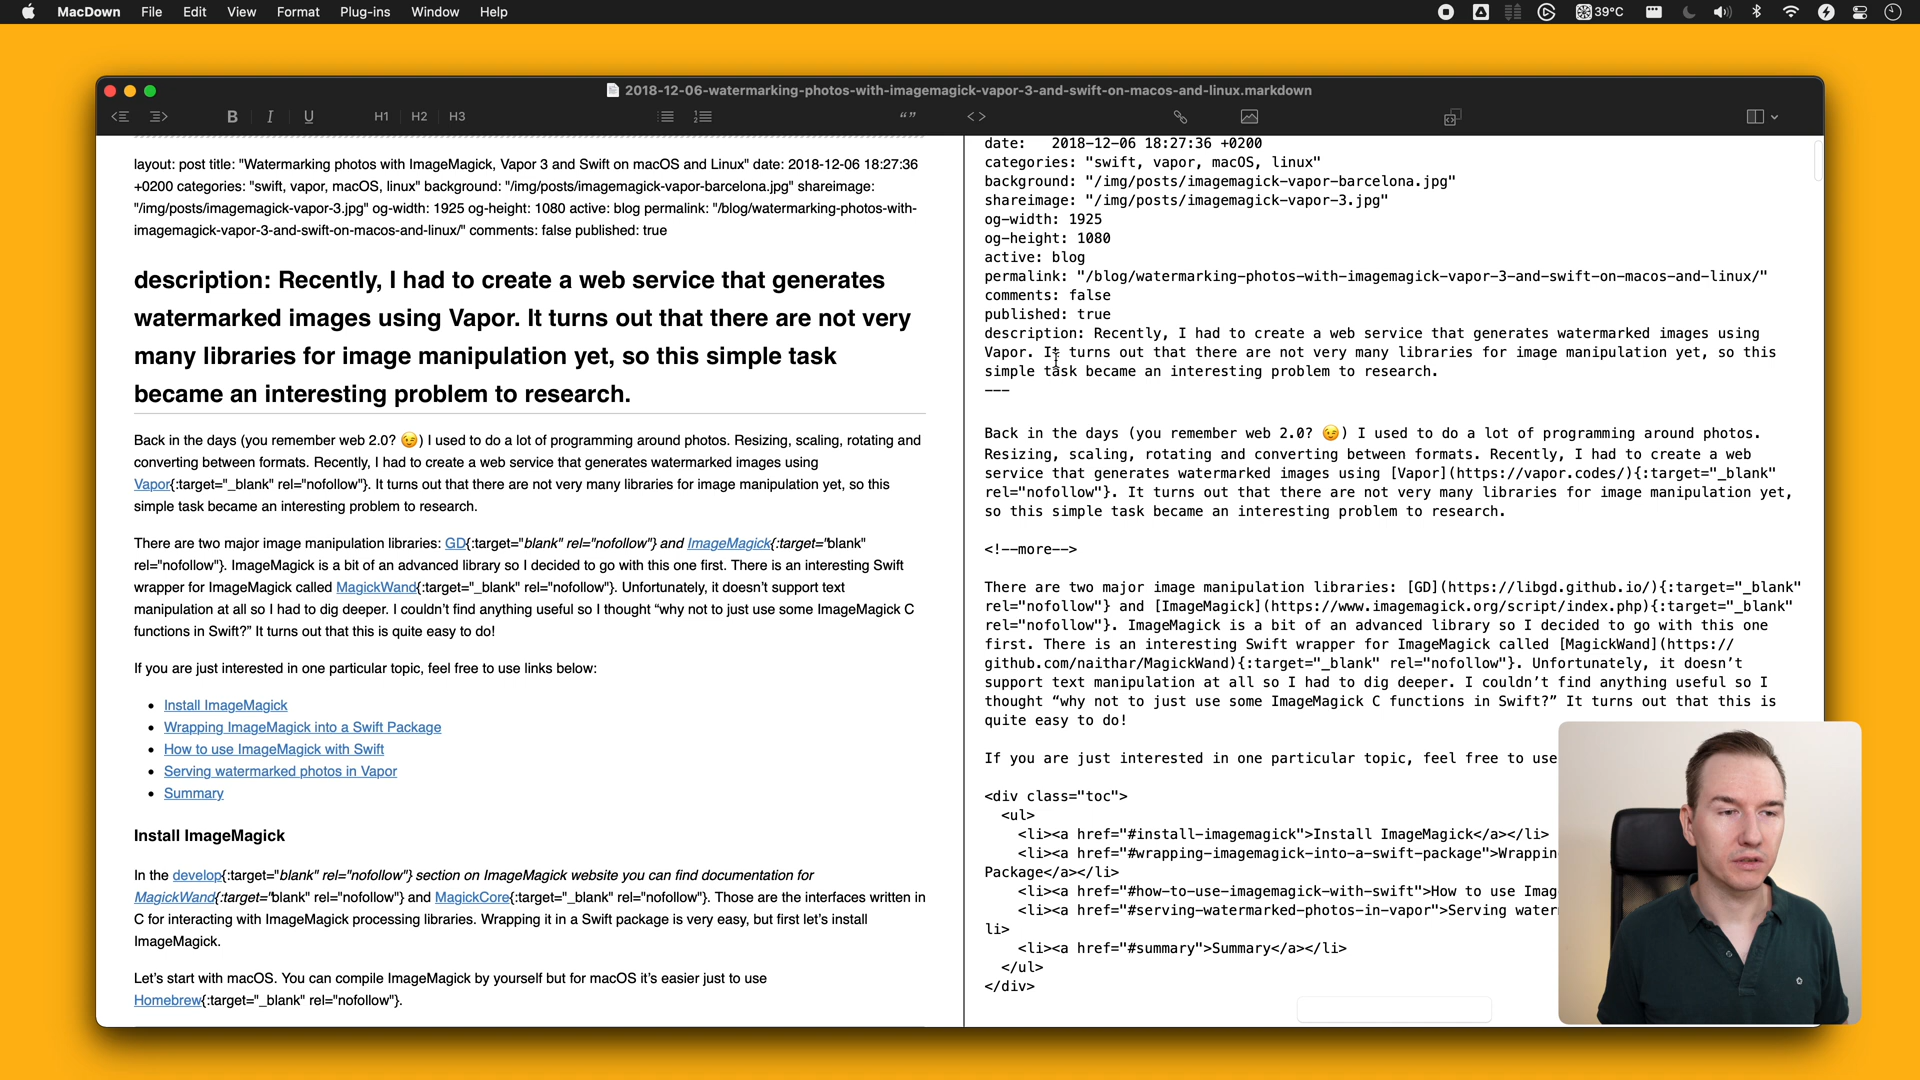 MacDown File Edit View Format Plug-ins Window Help
39°C
2018-12-06-watermarking-photos-with-imagemagick-vapor-3-and-swift-on-macos-and-linux.markdown
B I U H1 H2 H3
layout: post title: "Watermarking photos with ImageMagick, Vapor 3 and Swift on macOS and Linux" date: 2018-12-06 18:27:36
+0200 categories: "swift, vapor, macOS, linux" background: "/img/posts/imagemagick-vapor-barcelona.jpg" shareimage:
"/img/posts/imagemagick-vapor-3.jpg" og-width: 1925 og-height: 1080 active: blog permalink: "/blog/watermarking-photos-with-
imagemagick-vapor-3-and-swift-on-macos-and-linux/" comments: false published: true
description: Recently, I had to create a web service that generates
watermarked images using Vapor. It turns out that there are not very
many libraries for image manipulation yet, so this simple task
became an interesting problem to research.
Back in the days (you remember web 2.0? 😉) I used to do a lot of programming around photos. Resizing, scaling, rotating and
converting between formats. Recently, I had to create a web service that generates watermarked images using
Vapor{:target="_blank" rel="nofollow"}. It turns out that there are not very many libraries for image manipulation yet, so this
simple task became an interesting problem to research.
There are two major image manipulation libraries: GD{:target="blank" rel="nofollow"} and ImageMagick{:target="blank"
rel="nofollow"}. ImageMagick is a bit of an advanced library so I decided to go with this one first. There is an interesting Swift
wrapper for ImageMagick called MagickWand{:target="_blank" rel="nofollow"}. Unfortunately, it doesn't support text
manipulation at all so I had to dig deeper. I couldn't find anything useful so I thought “why not to just use some ImageMagick C
functions in Swift?” It turns out that this is quite easy to do!
If you are just interested in one particular topic, feel free to use links below:
• Install ImageMagick
• Wrapping ImageMagick into a Swift Package
• How to use ImageMagick with Swift
• Serving watermarked photos in Vapor
• Summary
Install ImageMagick
In the develop{:target="blank" rel="nofollow"} section on ImageMagick website you can find documentation for
MagickWand{:target="blank" rel="nofollow"} and MagickCore{:target="_blank" rel="nofollow"}. Those are the interfaces written in
C for interacting with ImageMagick processing libraries. Wrapping it in a Swift package is very easy, but first let's install
ImageMagick.
Let's start with macOS. You can compile ImageMagick by yourself but for macOS it's easier just to use
Homebrew{:target="_blank" rel="nofollow"}.
date:   2018-12-06 18:27:36 +0200
categories: "swift, vapor, macOS, linux"
background: "/img/posts/imagemagick-vapor-barcelona.jpg"
shareimage: "/img/posts/imagemagick-vapor-3.jpg"
og-width: 1925
og-height: 1080
active: blog
permalink: "/blog/watermarking-photos-with-imagemagick-vapor-3-and-swift-on-macos-and-linux/"
comments: false
published: true
description: Recently, I had to create a web service that generates watermarked images using
Vapor. It turns out that there are not very many libraries for image manipulation yet, so this
simple task became an interesting problem to research.
---
Back in the days (you remember web 2.0? 😉) I used to do a lot of programming around photos.
Resizing, scaling, rotating and converting between formats. Recently, I had to create a web
service that generates watermarked images using [Vapor](https://vapor.codes/){:target="_blank"
rel="nofollow"}. It turns out that there are not very many libraries for image manipulation yet,
so this simple task became an interesting problem to research.
<!--more-->
There are two major image manipulation libraries: [GD](https://libgd.github.io/){:target="_blank"
rel="nofollow"} and [ImageMagick](https://www.imagemagick.org/script/index.php){:target="_blank"
rel="nofollow"}. ImageMagick is a bit of an advanced library so I decided to go with this one
first. There is an interesting Swift wrapper for ImageMagick called [MagickWand](https://
github.com/naithar/MagickWand){:target="_blank" rel="nofollow"}. Unfortunately, it doesn't
support text manipulation at all so I had to dig deeper. I couldn't find anything useful so I
thought “why not to just use some ImageMagick C functions in Swift?” It turns out that this is
quite easy to do!
If you are just interested in one particular topic, feel free to use
<div class="toc">
<ul>
<li><a href="#install-imagemagick">Install ImageMagick</a></li>
<li><a href="#wrapping-imagemagick-into-a-swift-package">Wrappin
Package</a></li>
<li><a href="#how-to-use-imagemagick-with-swift">How to use Imag
<li><a href="#serving-watermarked-photos-in-vapor">Serving water
li>
<li><a href="#summary">Summary</a></li>
</ul>
</div>